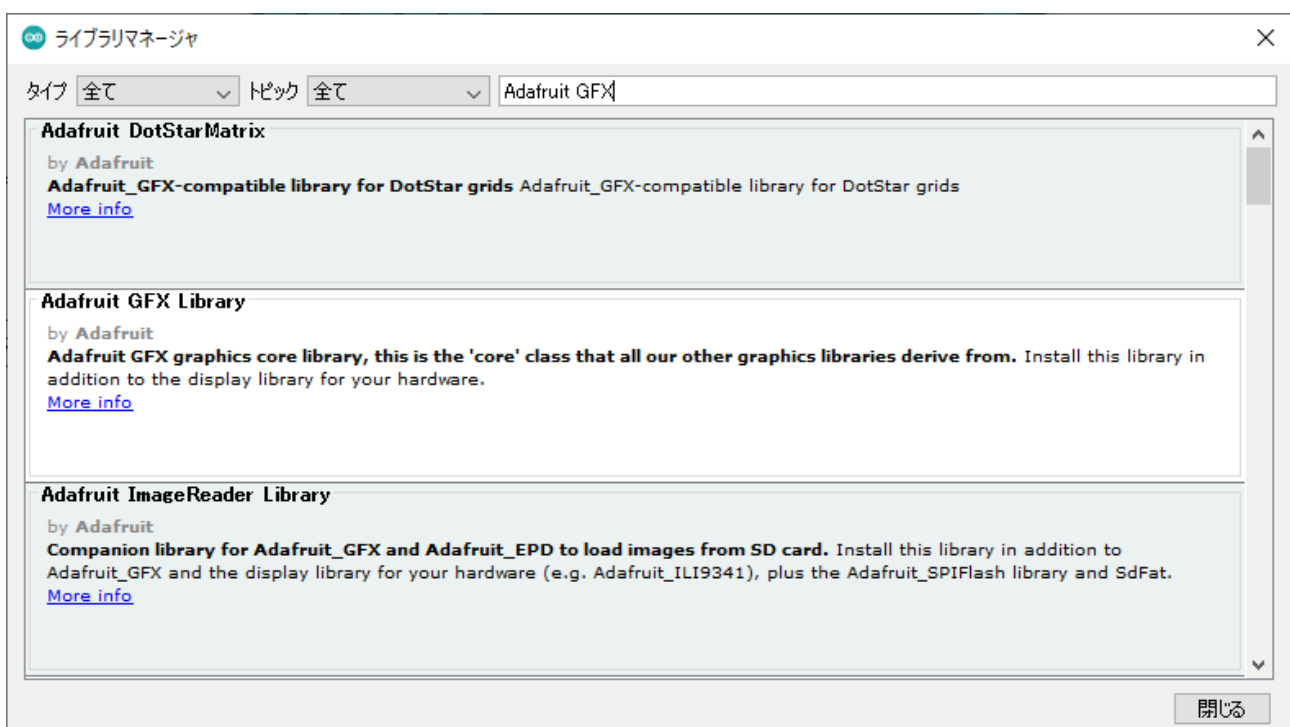 ライブラリマネージャ
タイプ 全て トピック 全て Adafruit GFX
Adafruit DotStarMatrix
by Adafruit
Adafruit_GFX-compatible library for DotStar grids Adafruit_GFX-compatible library for DotStar grids
More info
Adafruit GFX Library
by Adafruit
Adafruit GFX graphics core library, this is the 'core' class that all our other graphics libraries derive from. Install this library in
addition to the display library for your hardware.
More info
Adafruit ImageReader Library
by Adafruit
Companion library for Adafruit_GFX and Adafruit_EPD to load images from SD card. Install this library in addition to
Adafruit_GFX and the display library for your hardware (e.g. Adafruit_ILI9341), plus the Adafruit_SPIFlash library and SdFat.
More info
閉じる